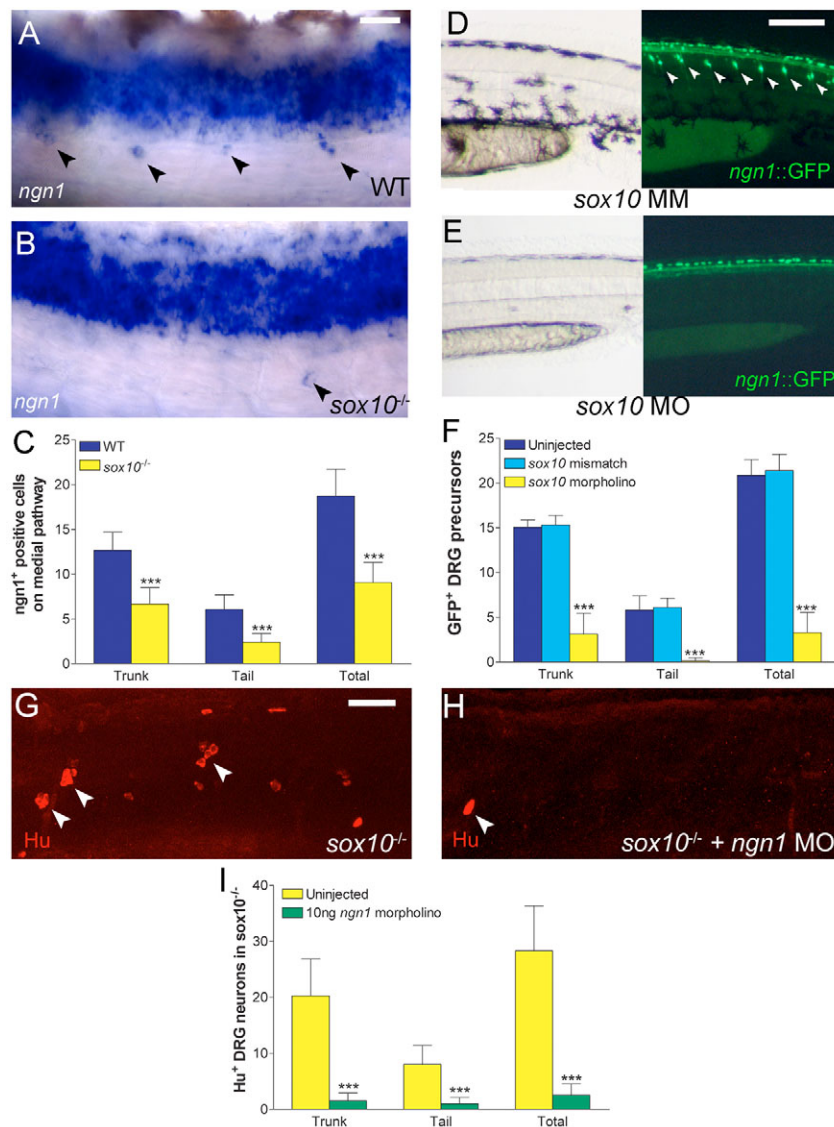 A
ngn1
WT
B
ngn1
sox10-/-
D
ngn1::GFP
sox10 MM
E
ngn1::GFP
sox10 MO
C
WT
sox10-/-
ngn1+ positive cells
on medial pathway
25
20
15
10
5
0
***
***
***
Trunk
Tail
Total
F
Uninjected
sox10 mismatch
sox10 morpholino
GFP+ DRG precursors
25
20
15
10
5
0
***
***
***
Trunk
Tail
Total
G
Hu
sox10-/-
H
Hu
sox10-/- + ngn1 MO
I
Uninjected
10ng ngn1 morpholino
Hu+ DRG neurons in sox10-/-
40
30
20
10
0
***
***
***
Trunk
Tail
Total